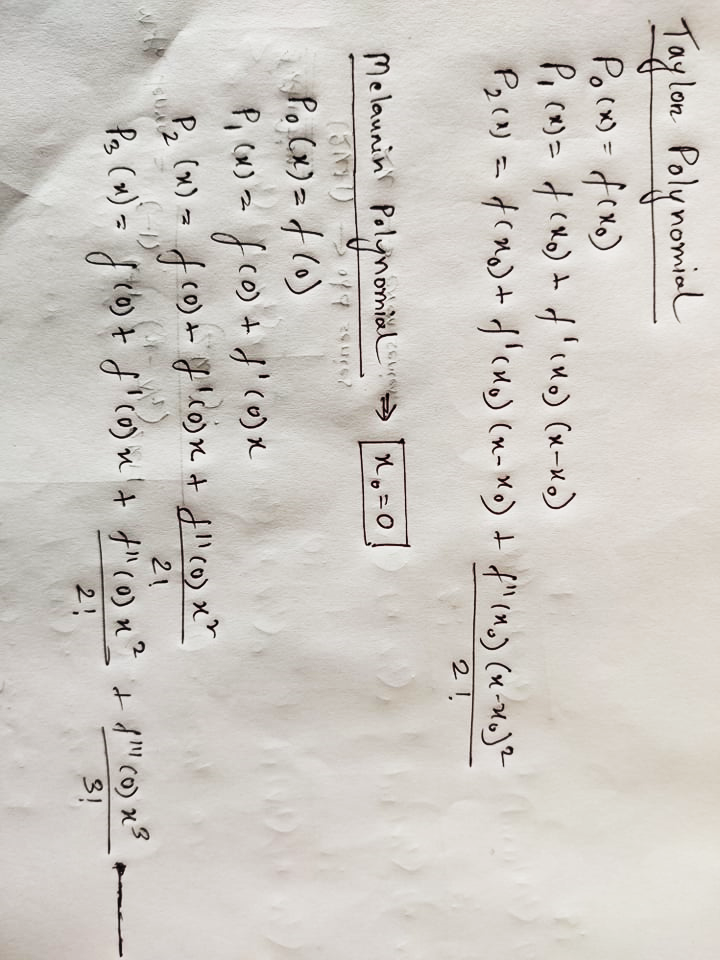 Taylor Polynomial
P₀(x) = f(x₀)
P₁(x) = f(x₀) + f'(x₀)(x-x₀)
P₂(x) = f(x₀) + f'(x₀)(x-x₀) + f''(x₀)(x-x₀)²/2!
Melaunin Polynomial → x₀=0
P₀(x) = f(0)
P₁(x) = f(0) + f'(0)x
P₂(x) = f(0) + f'(0)x + f''(0)x²/2!
P₃(x) = f(0) + f'(0)x + f''(0)x²/2! + f'''(0)x³/3!